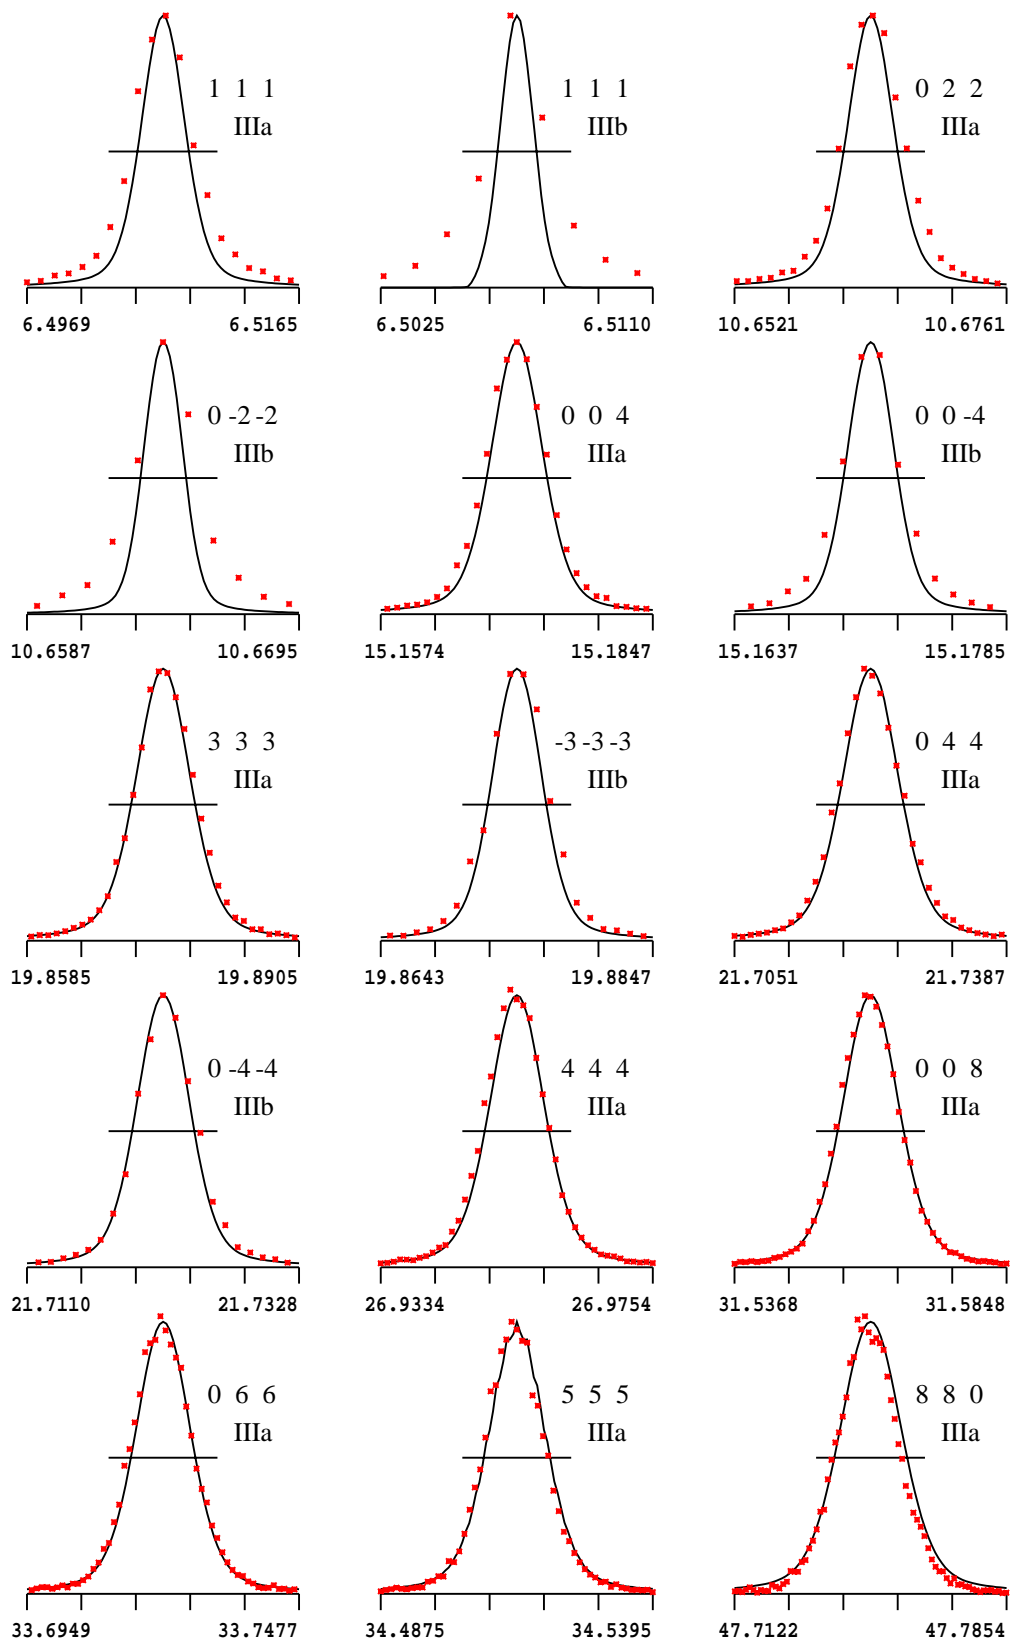 1 1 1
IIIa
6.4969 6.5165
1 1 1
IIIb
6.5025 6.5110
0 2 2
IIIa
10.6521 10.6761
0 -2 -2
IIIb
10.6587 10.6695
0 0 4
IIIa
15.1574 15.1847
0 0 -4
IIIb
15.1637 15.1785
3 3 3
IIIa
19.8585 19.8905
-3 -3 -3
IIIb
19.8643 19.8847
0 4 4
IIIa
21.7051 21.7387
0 -4 -4
IIIb
21.7110 21.7328
4 4 4
IIIa
26.9334 26.9754
0 0 8
IIIa
31.5368 31.5848
0 6 6
IIIa
33.6949 33.7477
5 5 5
IIIa
34.4875 34.5395
8 8 0
IIIa
47.7122 47.7854